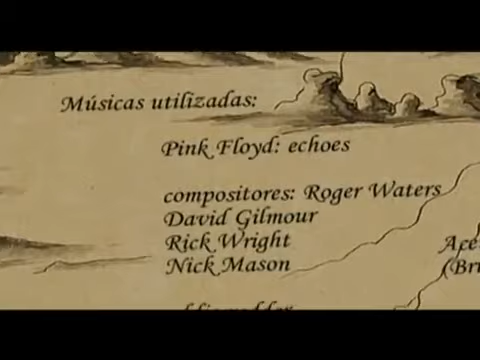 Músicas utilizadas:
Pink Floyd: echoes
compositores: Roger Waters
David Gilmour
Rick Wright
Nick Mason